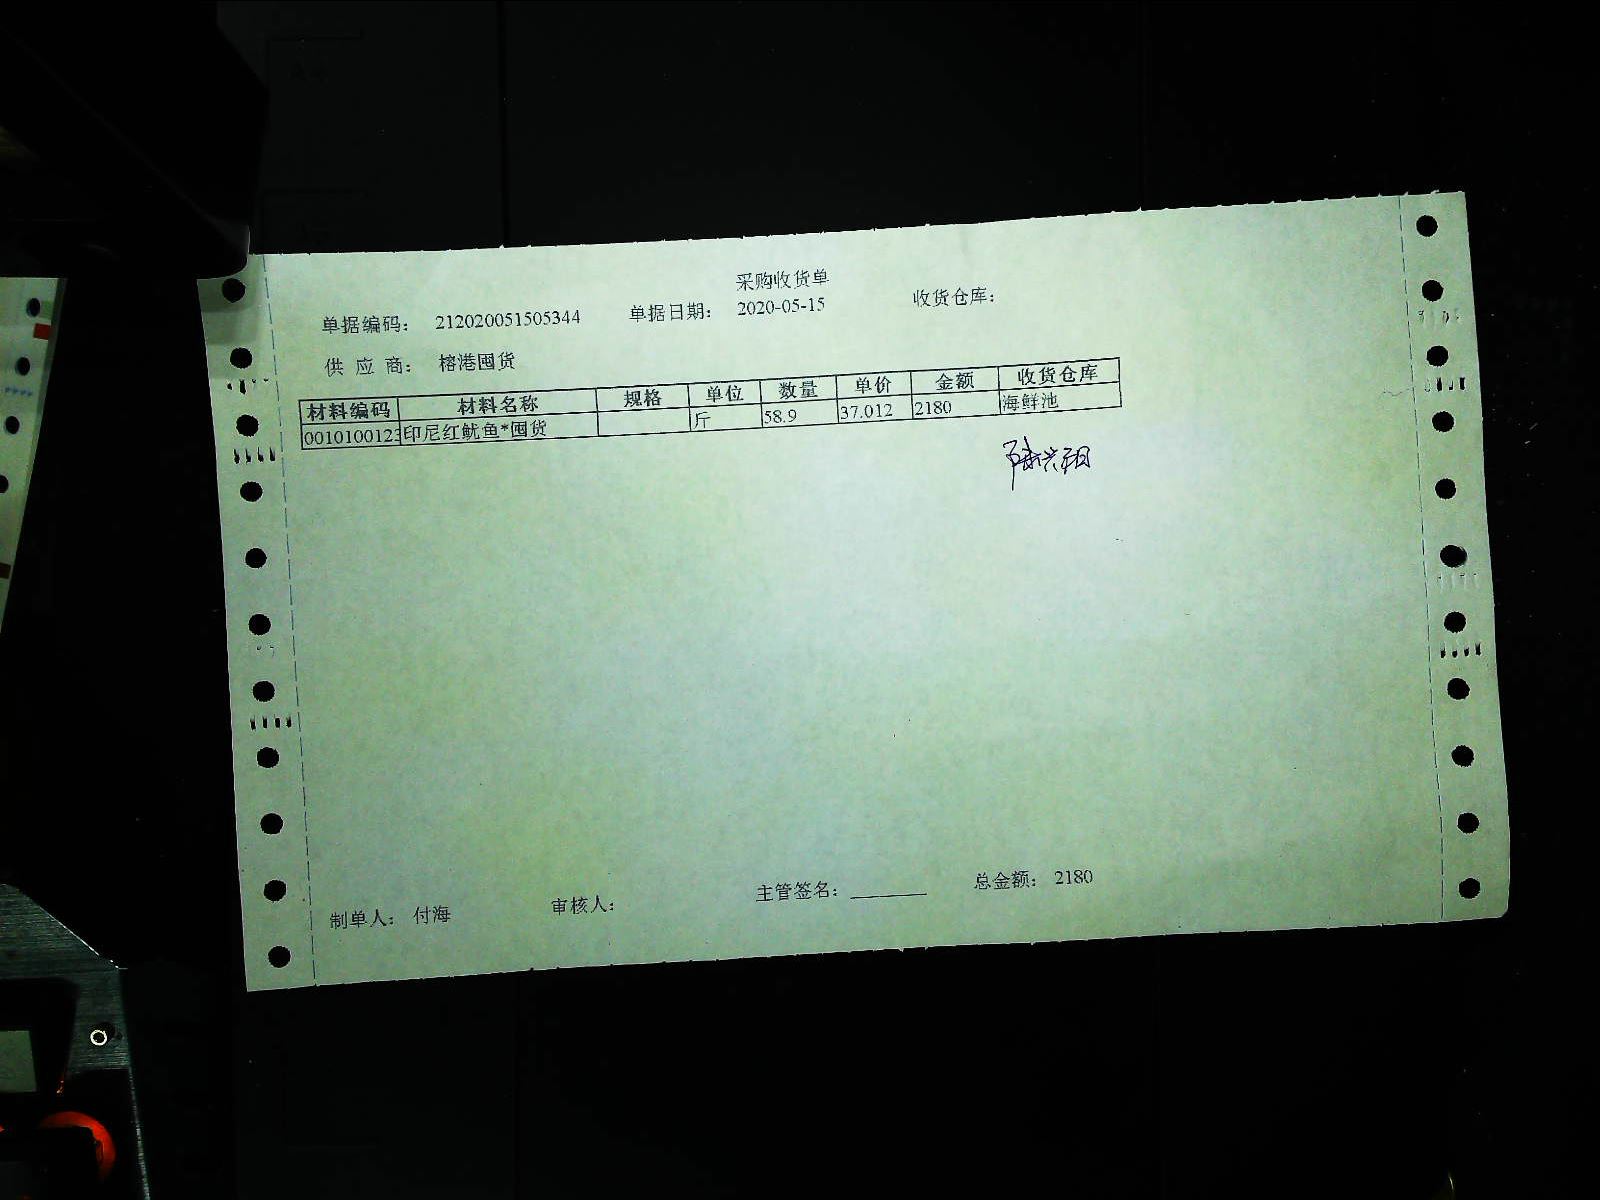 采购收货单
单据编码： 212020051505344 单据日期： 2020-05-15 收货仓库：
供 应 商： 榕港囤货
材料编码 材料名称 规格 单位 数量 单价 金额 收货仓库
0010100123 印尼红鱿鱼*囤货 斤 58.9 37.012 2180 海鲜池
制单人： 付海 审核人： 主管签名： 总金额： 2180